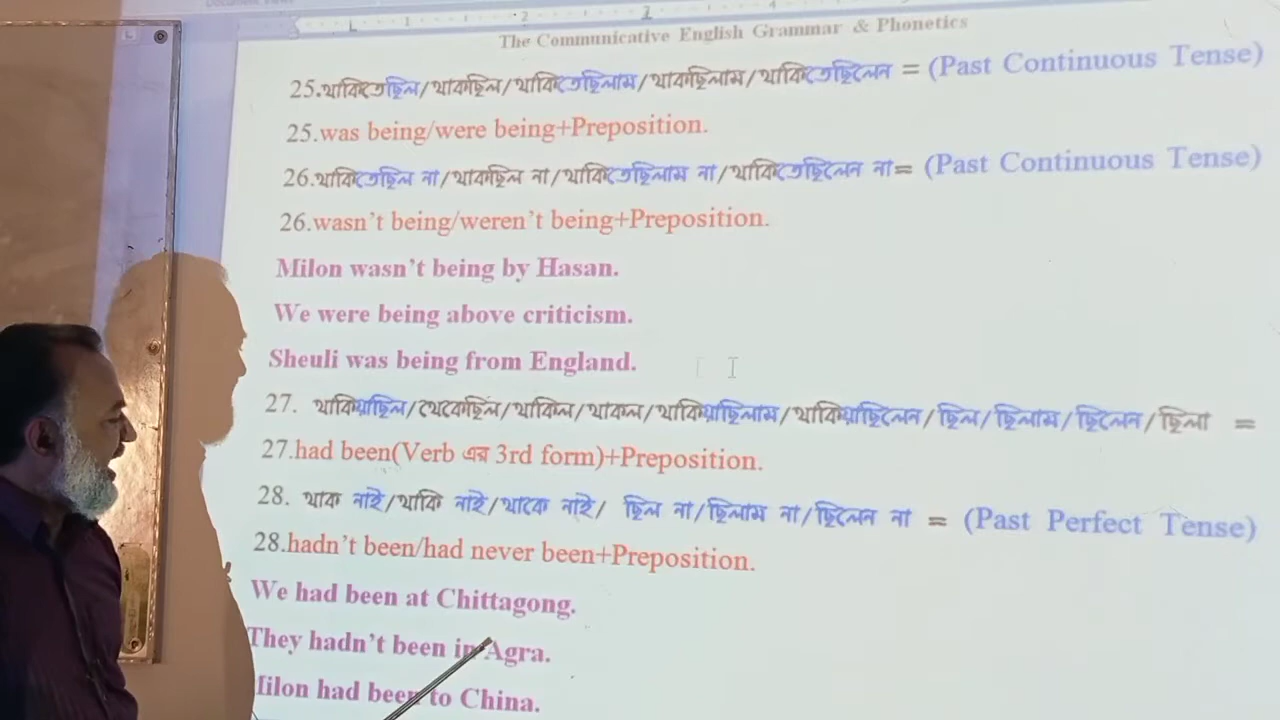 The Communicative English Grammar & Phonetics
25.থাকিতেছিল/থাকছিল/থাকিতেছিলাম/থাকছিলাম/থাকিতেছিলেন = (Past Continuous Tense)
25.was being/were being+Preposition.
26.থাকিতেছিল না/থাকছিল না/থাকিতেছিলাম না/থাকিতেছিলেন না= (Past Continuous Tense)
26.wasn't being/weren't being+Preposition.
Milon wasn't being by Hasan.
We were being above criticism.
Sheuli was being from England.
27. থাকিয়াছিল/থেকেছিল/থাকিল/থাকল/থাকিয়াছিলাম/থাকিয়াছিলেন/ছিল/ছিলাম/ছিলেন/ছিলা =
27.had been(Verb এর 3rd form)+Preposition.
28. থাক নাই/থাকি নাই/থাকে নাই/ ছিল না/ছিলাম না/ছিলেন না = (Past Perfect Tense)
28.hadn't been/had never been+Preposition.
We had been at Chittagong.
They hadn't been in Agra.
Milon had been to China.